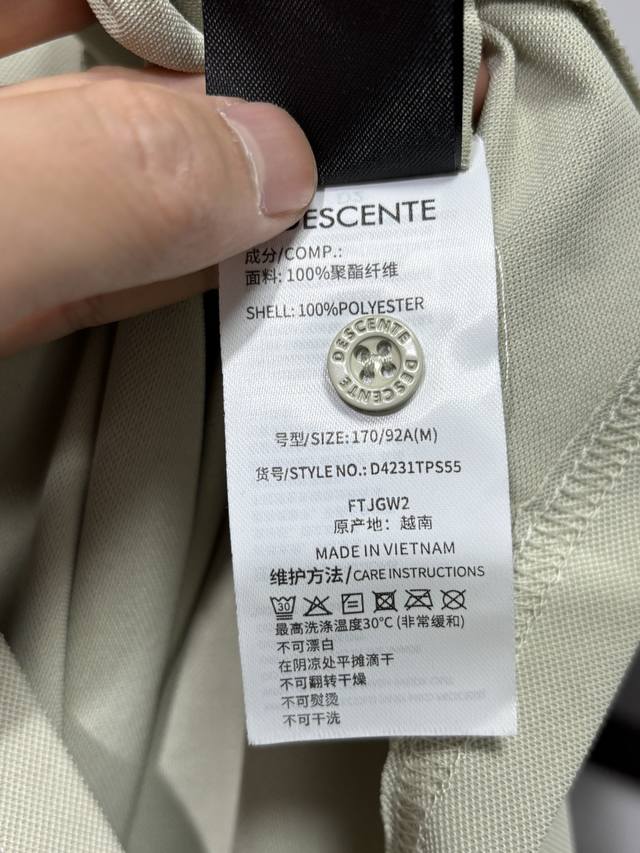 DESCENTE
成分/COMP.:
面料: 100%聚酯纤维
SHELL: 100%POLYESTER
DESCENTE DESCENTE
号型/SIZE:170/92A(M)
货号/STYLE NO.: D4231TPS55
FTJGW2
原产地: 越南
MADE IN VIETNAM
维护方法/CARE INSTRUCTIONS
30
最高洗涤温度30℃ (非常缓和)
不可漂白
在阴凉处平摊滴干
不可翻转干燥
不可熨烫
不可干洗